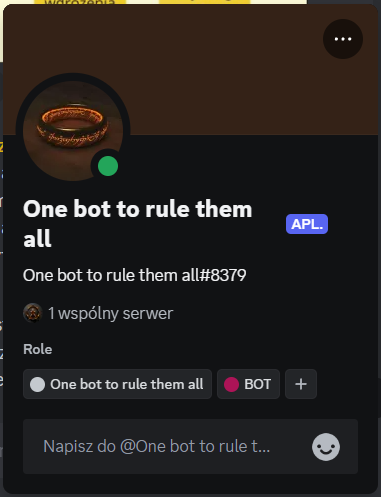 wdrożenia
One bot to rule them
all
APL.
One bot to rule them all#8379
1 wspólny serwer
Role
One bot to rule them all
BOT
+
Napisz do @One bot to rule t...